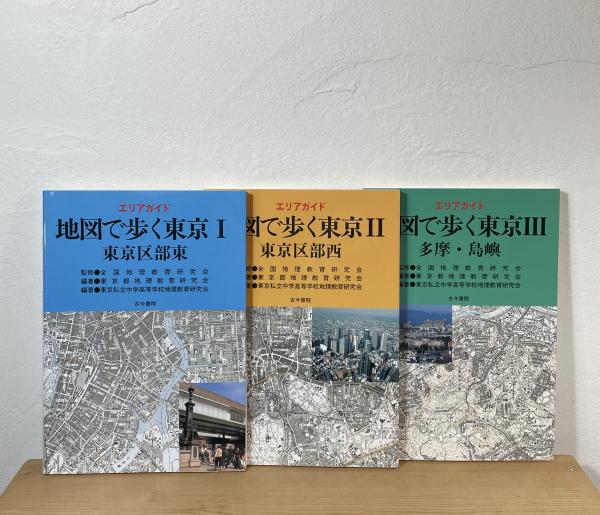 エリアガイド
地図で歩く東京 I
東京区部東
監修●全国地理教育研究会
編著●東京都地理教育研究会
編著●東京私立中学高等学校地理教育研究会
古今書院
エリアガイド
図で歩く東京 II
東京区部西
修●全国地理教育研究会
著●東京都地理教育研究会
著●東京私立中学高等学校地理教育研究会
古今書院
エリアガイド
図で歩く東京 III
多摩・島嶼
監修●全国地理教育研究会
編著●東京都地理教育研究会
編著●東京私立中学高等学校地理教育研究会
古今書院